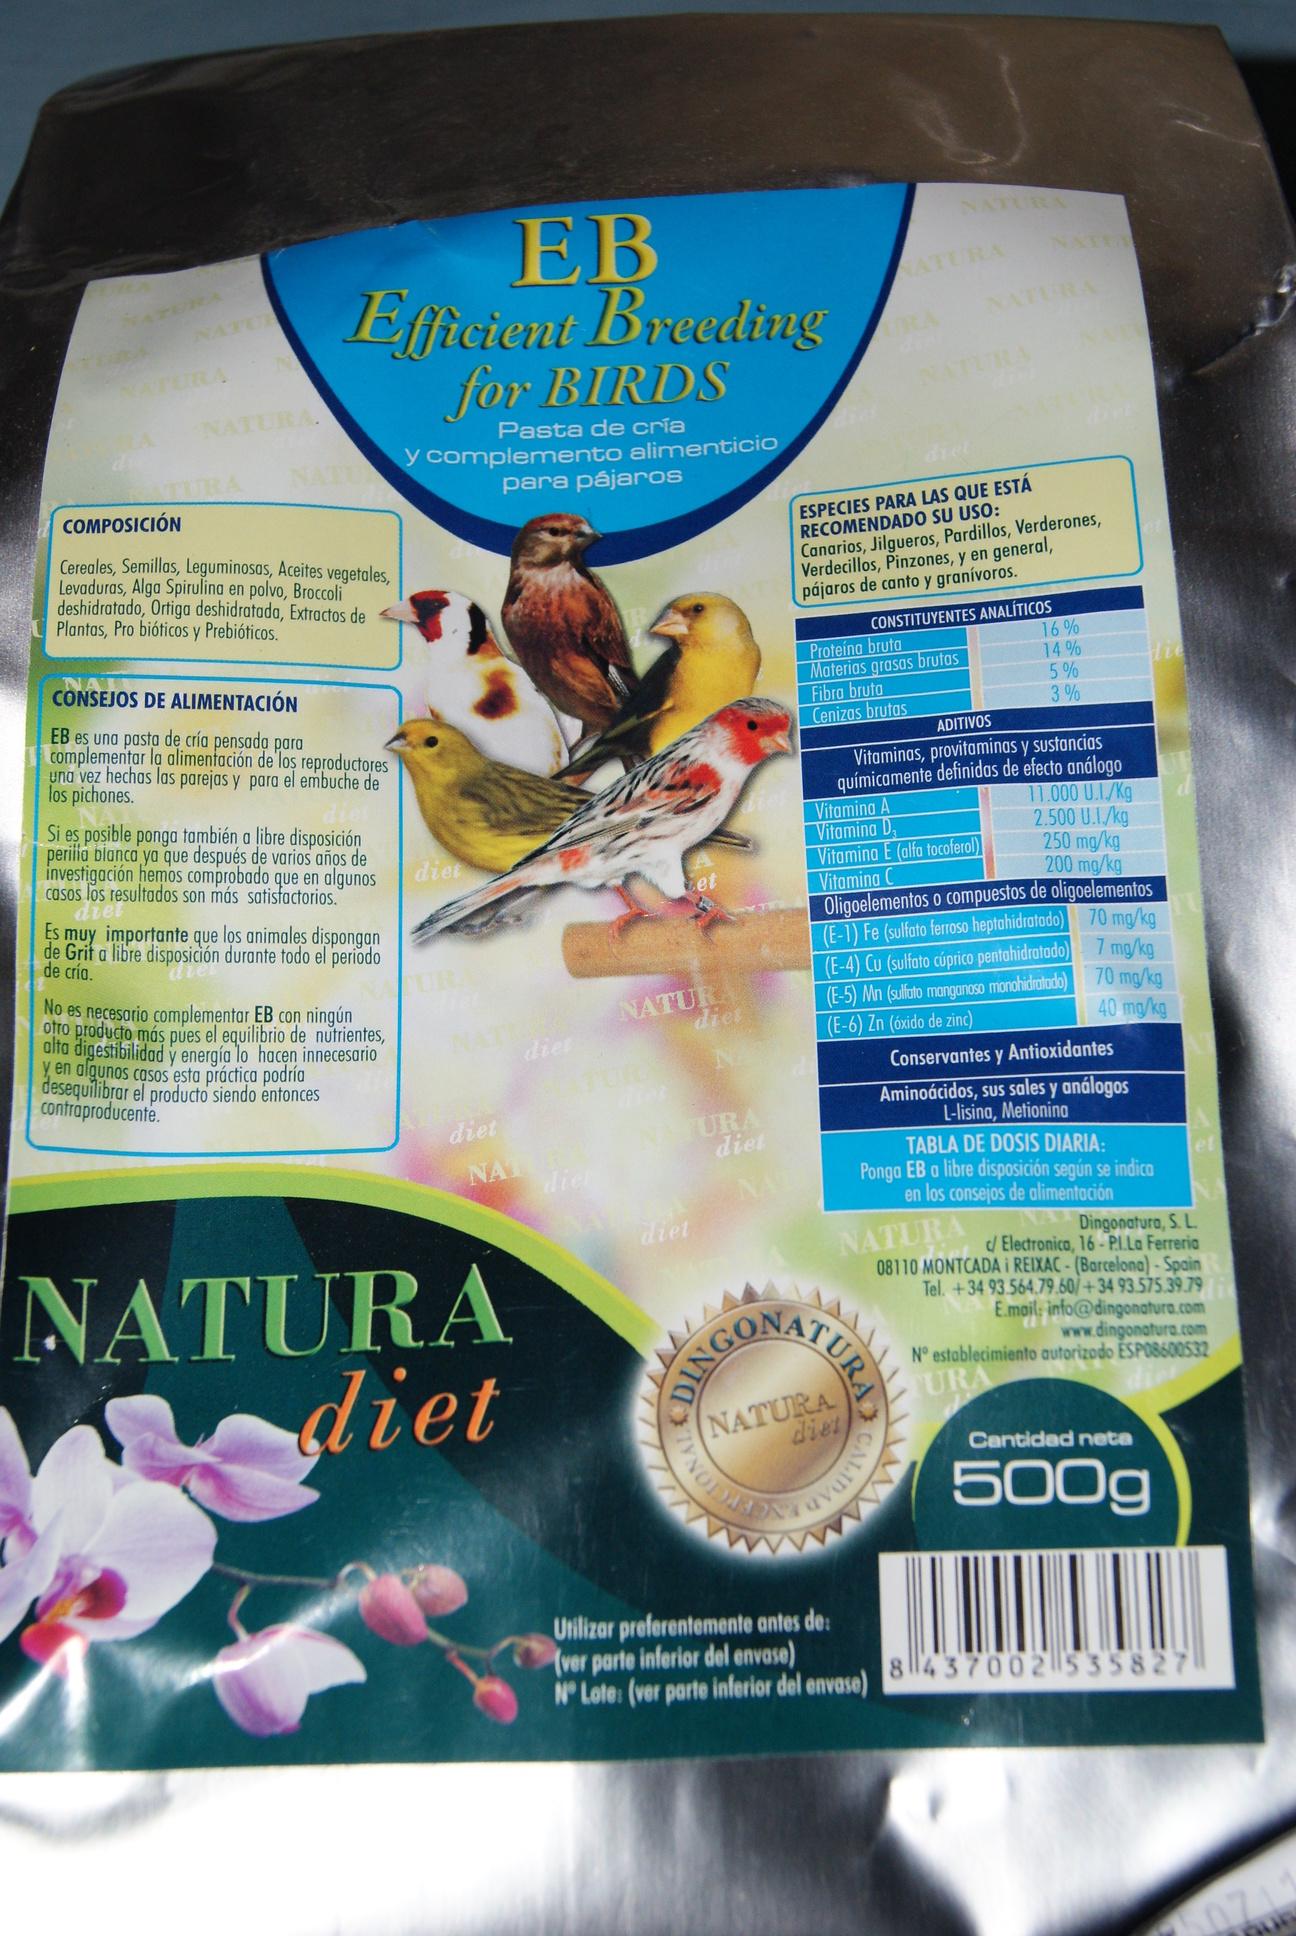 EB
Efficient Breeding
for BIRDS
Pasta de cría
y complemento alimenticio
para pájaros
COMPOSICIÓN
Cereales, Semillas, Leguminosas, Aceites vegetales,
Levaduras, Alga Spirulina en polvo, Broccoli
deshidratado, Ortiga deshidratada, Extractos de
Plantas, Pro bióticos y Prebióticos.
CONSEJOS DE ALIMENTACIÓN
EB es una pasta de cría pensada para
complementar la alimentación de los reproductores
una vez hechas las parejas y para el embuche de
los pichones.
Si es posible ponga también a libre disposición
perilla blanca ya que después de varios años de
investigación hemos comprobado que en algunos
casos los resultados son más satisfactorios.
Es muy importante que los animales dispongan
de Grit a libre disposición durante todo el periodo
de cría.
No es necesario complementar EB con ningún
otro producto más pues el equilibrio de nutrientes,
alta digestibilidad y energía lo hacen innecesario
y en algunos casos esta práctica podría
desequilibrar el producto siendo entonces
contraproducente.
ESPECIES PARA LAS QUE ESTÁ
RECOMENDADO SU USO:
Canarios, Jilgueros, Pardillos, Verderones,
Verdecillos, Pinzones, y en general,
pájaros de canto y granívoros.
CONSTITUYENTES ANALÍTICOS
Proteína bruta 16 %
Materias grasas brutas 14 %
Fibra bruta 5 %
Cenizas brutas 3 %
ADITIVOS
Vitaminas, provitaminas y sustancias
químicamente definidas de efecto análogo
Vitamina A 11.000 U.I./Kg
Vitamina D3 2.500 U.I./kg
Vitamina E (alfa tocoferol) 250 mg/kg
Vitamina C 200 mg/kg
Oligoelementos o compuestos de oligoelementos
(E-1) Fe (sulfato ferroso heptahidratado) 70 mg/kg
(E-4) Cu (sulfato cúprico pentahidratado) 7 mg/kg
(E-5) Mn (sulfato manganoso monohidratado) 70 mg/kg
(E-6) Zn (óxido de zinc) 40 mg/kg
Conservantes y Antioxidantes
Aminoácidos, sus sales y análogos
L-lisina, Metionina
TABLA DE DOSIS DIARIA:
Ponga EB a libre disposición según se indica
en los consejos de alimentación
Dingonatura, S. L.
c/ Electronica, 16 - P.I.La Ferreria
08110 MONTCADA i REIXAC - (Barcelona) - Spain
Tel. +34 93.564.79.60/+34 93.575.39.79
E.mail: info@dingonatura.com
www.dingonatura.com
Nº establecimiento autorizado ESP08600532
NATURA
diet
DINGONATURA
NATURA
diet
CALIDAD EXCEPCIONAL
Cantidad neta
500g
Utilizar preferentemente antes de:
(ver parte inferior del envase)
Nº Lote: (ver parte inferior del envase)
8 437002 535827